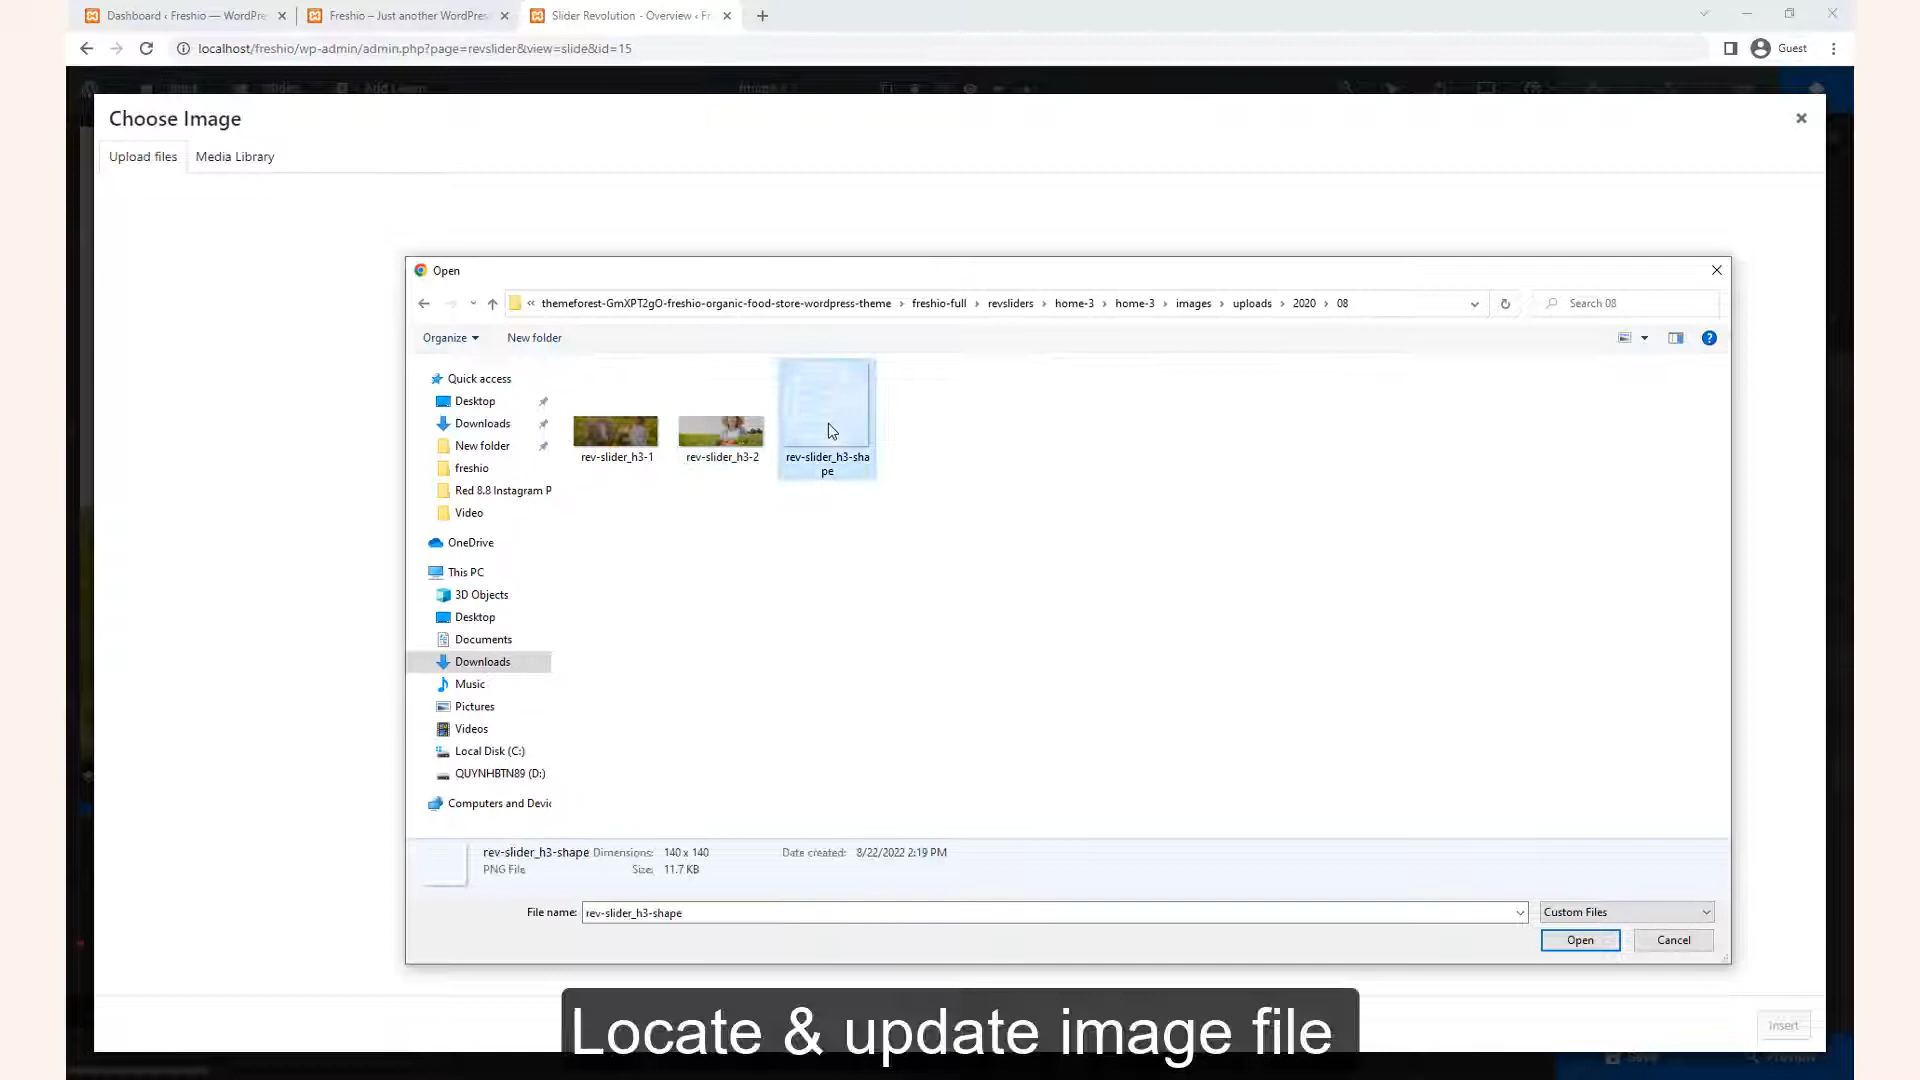 Dashboard ‹ Freshio — WordPre
Freshio – Just another WordPres
Slider Revolution - Overview ‹ Fr
localhost/freshio/wp-admin/admin.php?page=revslider&view=slide&id=15
Guest
Choose Image
Upload files
Media Library
Open
« themeforest-GmXPT2gO-freshio-organic-food-store-wordpress-theme › freshio-full › revsliders › home-3 › home-3 › images › uploads › 2020 › 08
Search 08
Organize
New folder
Quick access
Desktop
Downloads
New folder
freshio
Red 8.8 Instagram P
Video
OneDrive
This PC
3D Objects
Desktop
Documents
Downloads
Music
Pictures
Videos
Local Disk (C:)
QUYNHBTN89 (D:)
Computers and Devic
rev-slider_h3-1
rev-slider_h3-2
rev-slider_h3-sha
pe
rev-slider_h3-shape Dimensions: 140 x 140 Date created: 8/22/2022 2:19 PM
PNG File Size: 11.7 KB
File name: rev-slider_h3-shape
Custom Files
Open
Cancel
Locate & update image file
Insert
Save
Preview